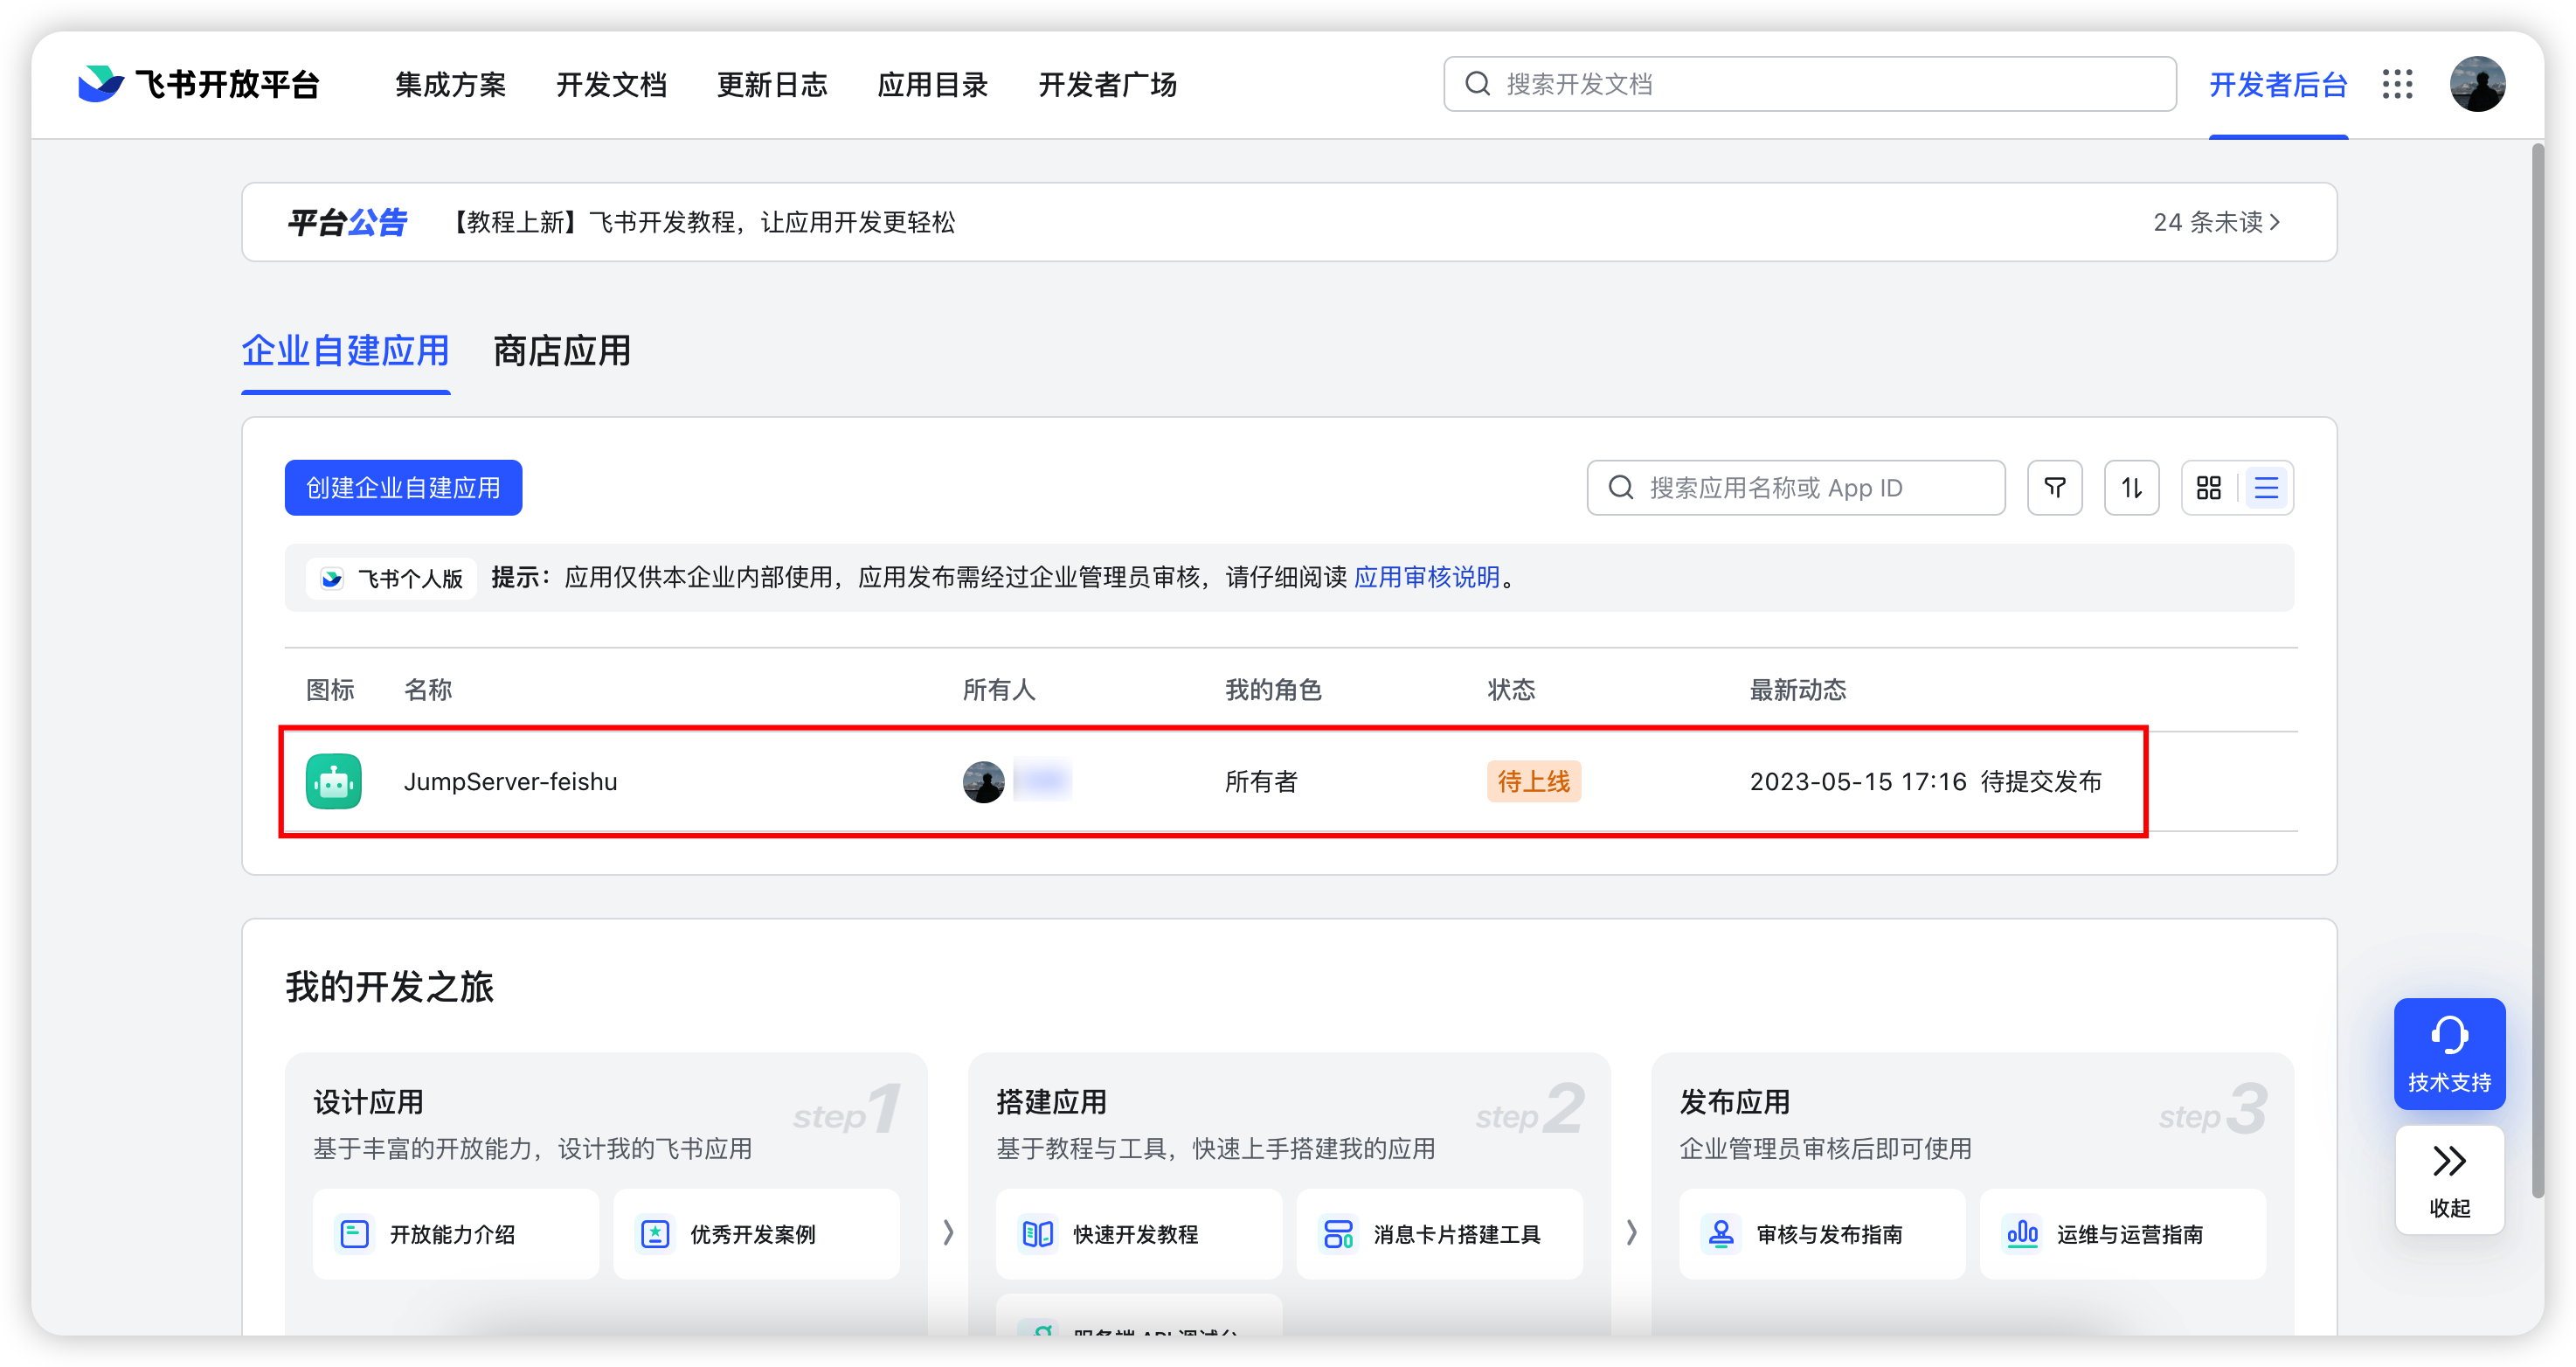 飞书开放平台 集成方案 开发文档 更新日志 应用目录 开发者广场 搜索开发文档 开发者后台
平台公告 【教程上新】飞书开发教程，让应用开发更轻松 24 条未读
企业自建应用 商店应用
创建企业自建应用 搜索应用名称或 App ID
飞书个人版 提示：应用仅供本企业内部使用，应用发布需经过企业管理员审核，请仔细阅读 应用审核说明。
图标 名称 所有人 我的角色 状态 最新动态
JumpServer-feishu 所有者 待上线 2023-05-15 17:16 待提交发布
我的开发之旅
设计应用 step1
基于丰富的开放能力，设计我的飞书应用
开放能力介绍 优秀开发案例
搭建应用 step2
基于教程与工具，快速上手搭建我的应用
快速开发教程 消息卡片搭建工具
发布应用 step3
企业管理员审核后即可使用
审核与发布指南 运维与运营指南
技术支持
收起